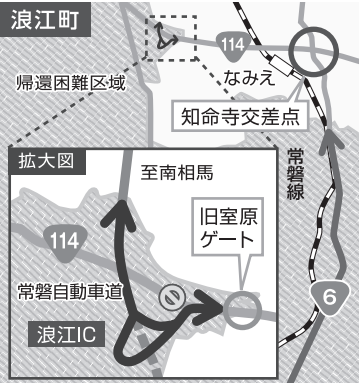 浪江町
114
なみえ
帰還困難区域
知命寺交差点
拡大図
至南相馬
常磐線
旧室原
ゲート
114
常磐自動車道
6
浪江IC